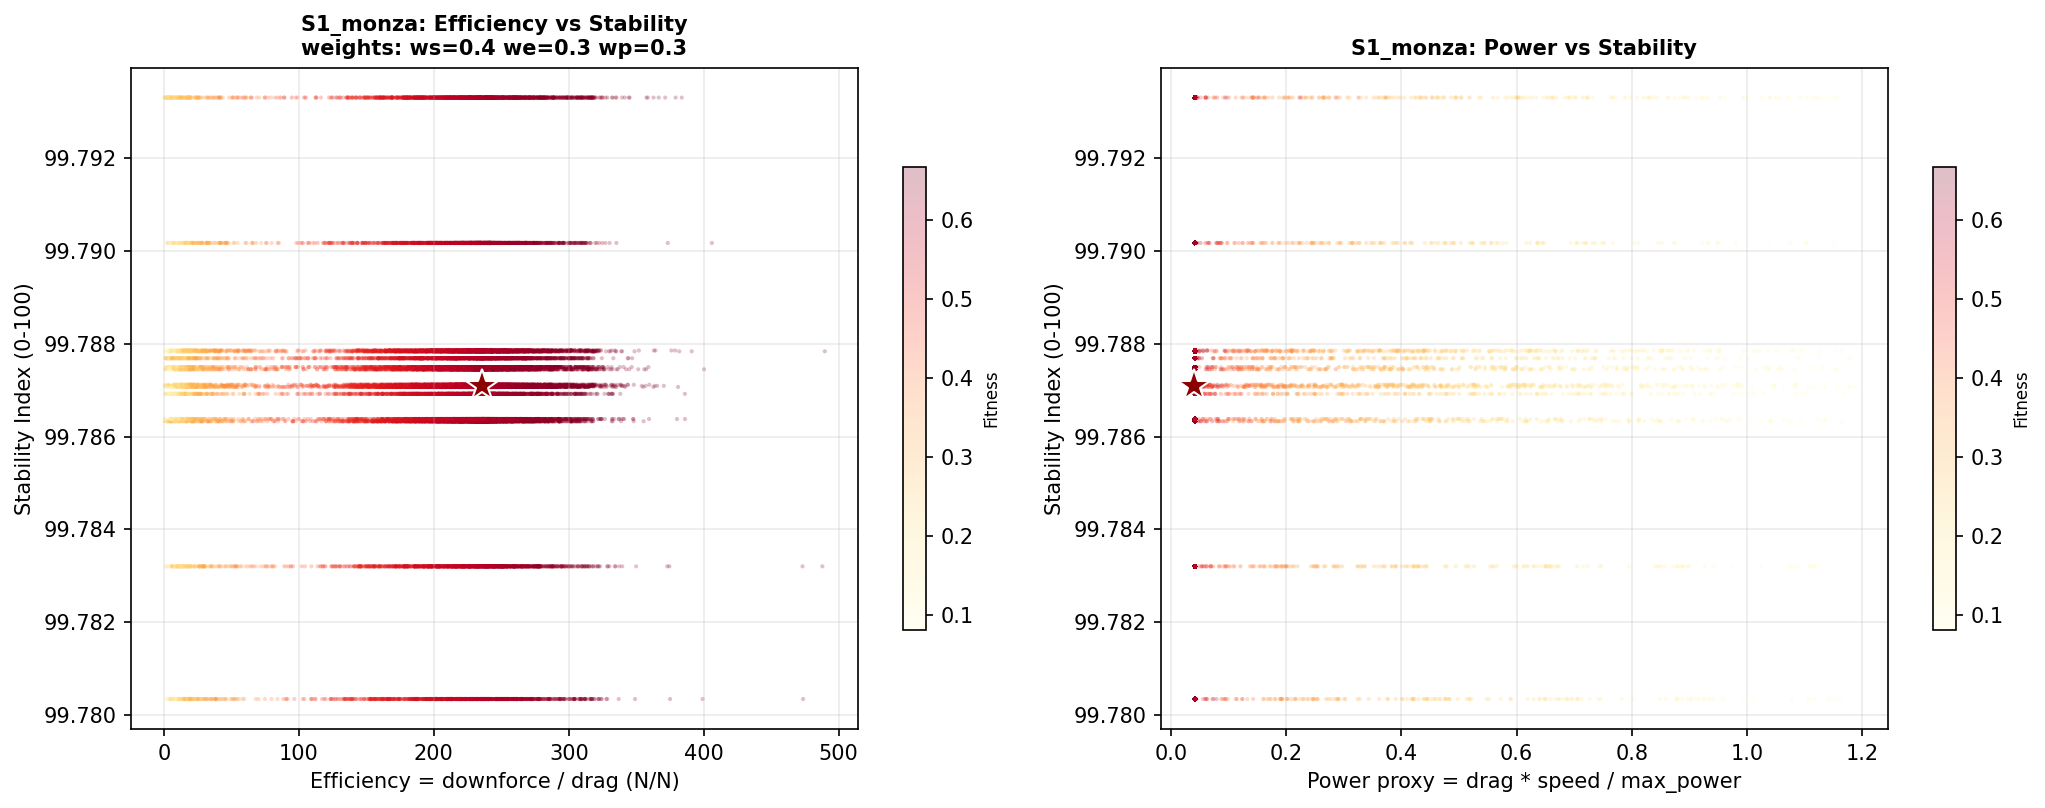 S1_monza: Efficiency vs Stability
weights: ws=0.4 we=0.3 wp=0.3
Stability Index (0-100)
99.792
99.790
99.788
99.786
99.784
99.782
99.780
0 100 200 300 400 500
Efficiency = downforce / drag (N/N)
0.6
0.5
0.4
0.3
0.2
0.1
Fitness
S1_monza: Power vs Stability
Stability Index (0-100)
99.792
99.790
99.788
99.786
99.784
99.782
99.780
0.0 0.2 0.4 0.6 0.8 1.0 1.2
Power proxy = drag * speed / max_power
0.6
0.5
0.4
0.3
0.2
0.1
Fitness